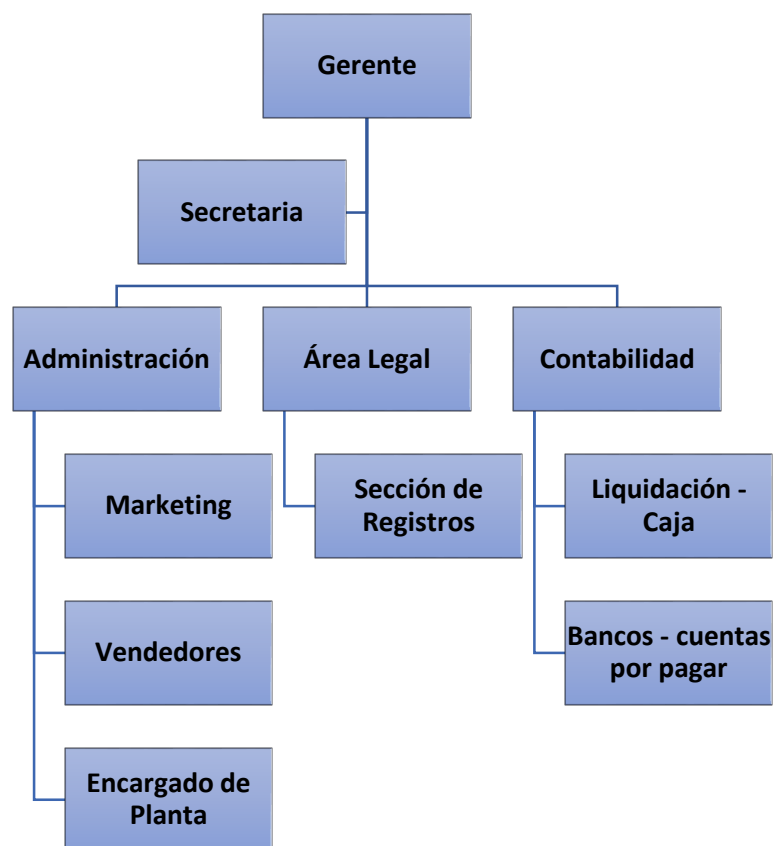 Gerente
Secretaria
Administración
Área Legal
Contabilidad
Marketing
Sección de
Registros
Liquidación -
Caja
Vendedores
Bancos - cuentas
por pagar
Encargado de
Planta